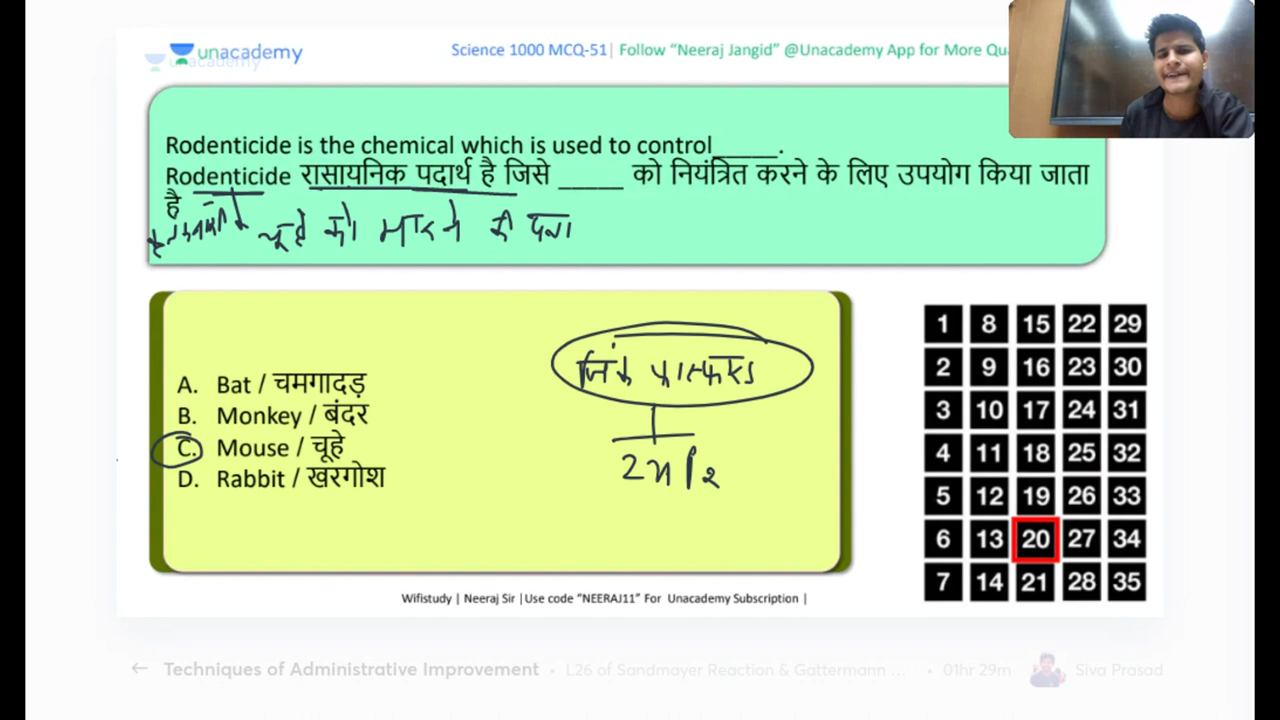 unacademy
Science 1000 MCQ-51| Follow “Neeraj Jangid” @Unacademy App for More Qu
Rodenticide is the chemical which is used to control_____.
Rodenticide रासायनिक पदार्थ है जिसे _____ को नियंत्रित करने के लिए उपयोग किया जाता
है
चूहे को मारने की दवा
A. Bat / चमगादड़
B. Monkey / बंदर
C. Mouse / चूहे
D. Rabbit / खरगोश
जिंक फास्फाइड
1 8 15 22 29
2 9 16 23 30
3 10 17 24 31
4 11 18 25 32
5 12 19 26 33
6 13 20 27 34
7 14 21 28 35
Wifistudy | Neeraj Sir |Use code “NEERAJ11” For Unacademy Subscription |
Techniques of Administrative Improvement • L26 of Sandmayer Reaction & Gattermann ... • 01hr 29m Siva Prasad